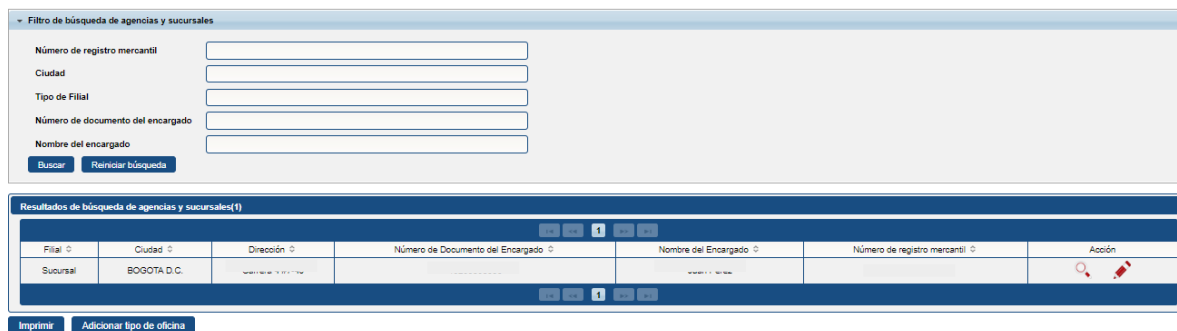 Filtro de búsqueda de agencias y sucursales
Número de registro mercantil
Ciudad
Tipo de Filial
Número de documento del encargado
Nombre del encargado
Buscar Reiniciar búsqueda
Resultados de búsqueda de agencias y sucursales(1)
1
Filial Ciudad Dirección Número de Documento del Encargado Nombre del Encargado Número de registro mercantil Acción
Sucursal BOGOTA D.C.
1
Imprimir Adicionar tipo de oficina